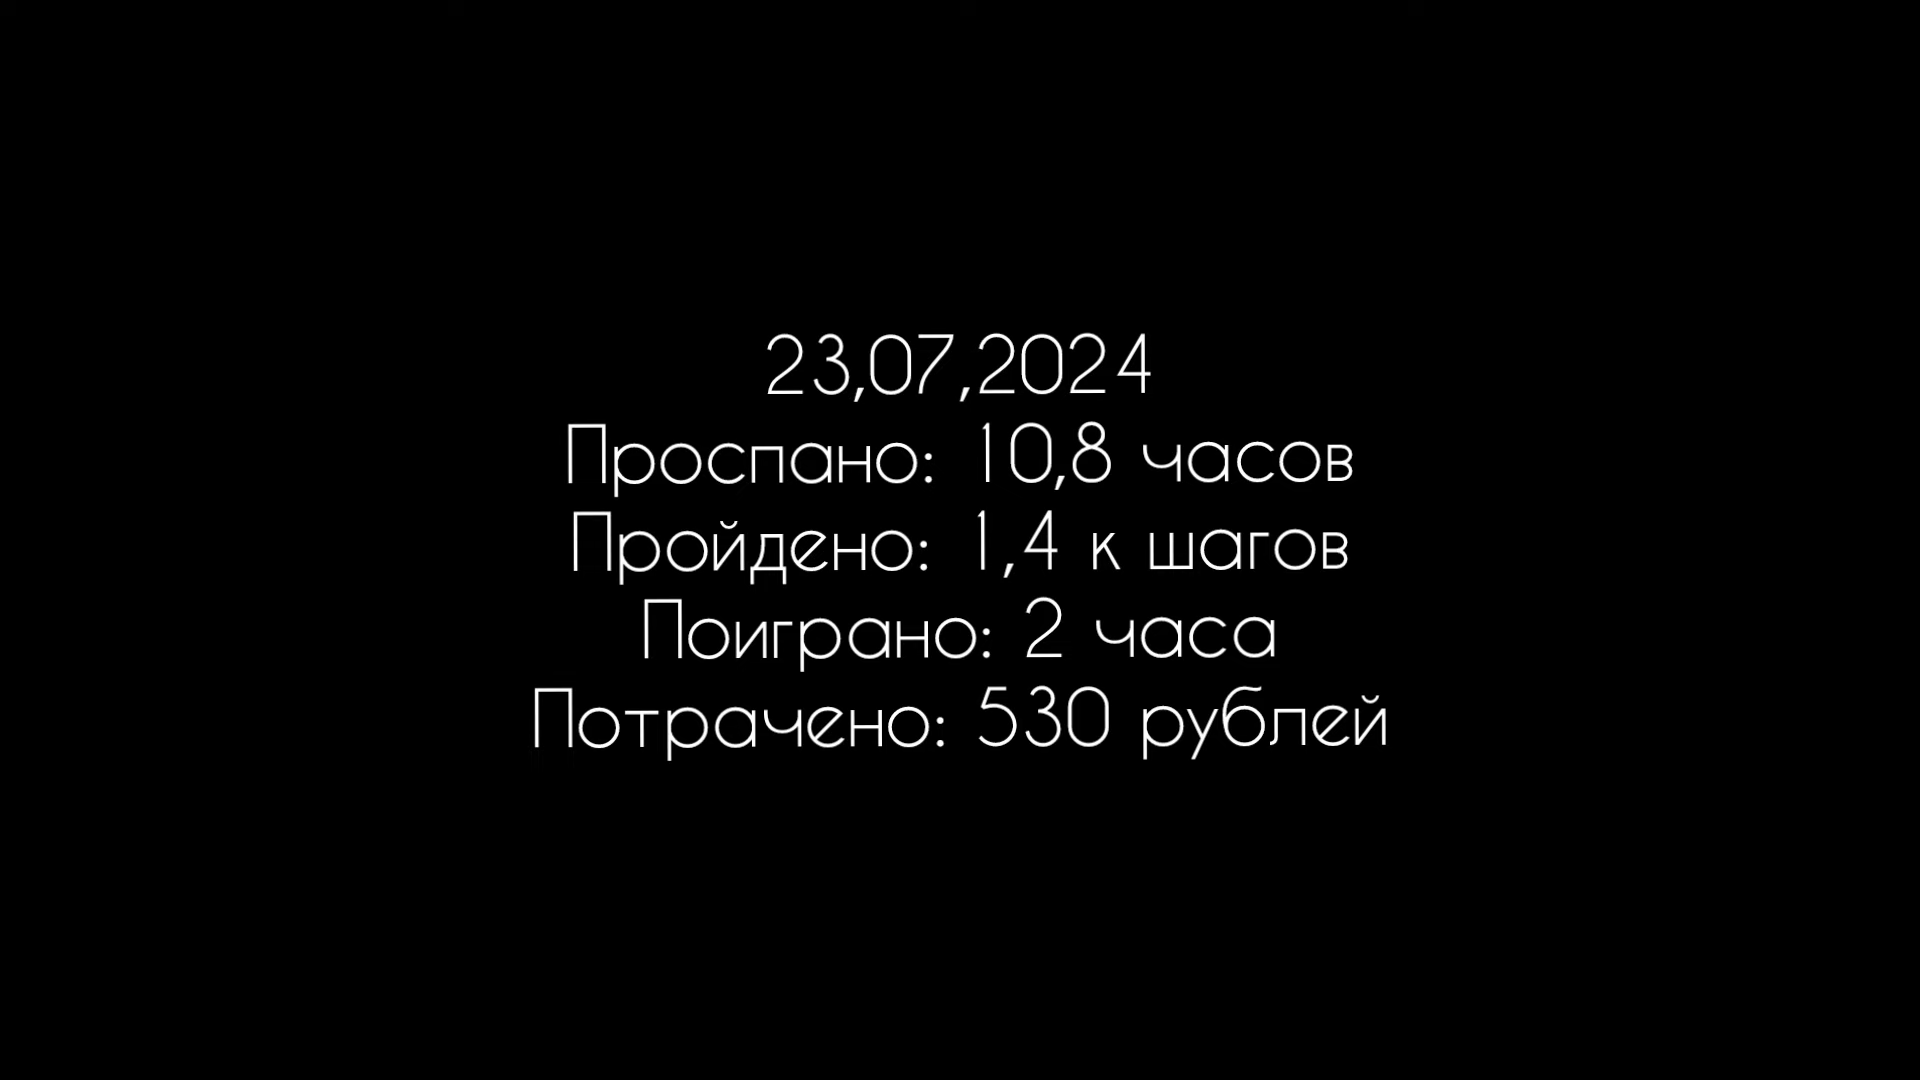 23,07,2024
Проспано: 10,8 часов
Пройдено: 1,4 к шагов
Поиграно: 2 часа
Потрачено: 530 рублей